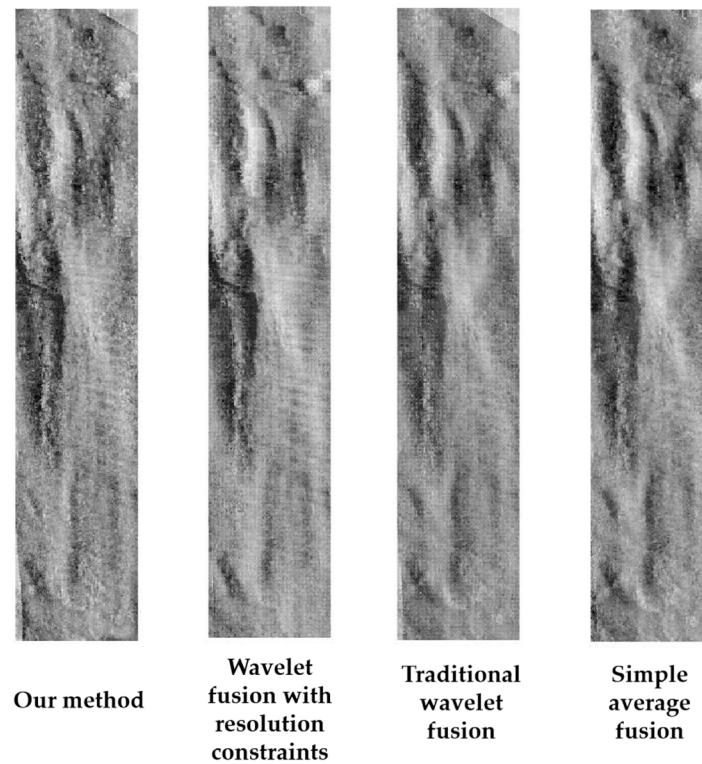 Our method
Wavelet
fusion with
resolution
constraints
Traditional
wavelet
fusion
Simple
average
fusion